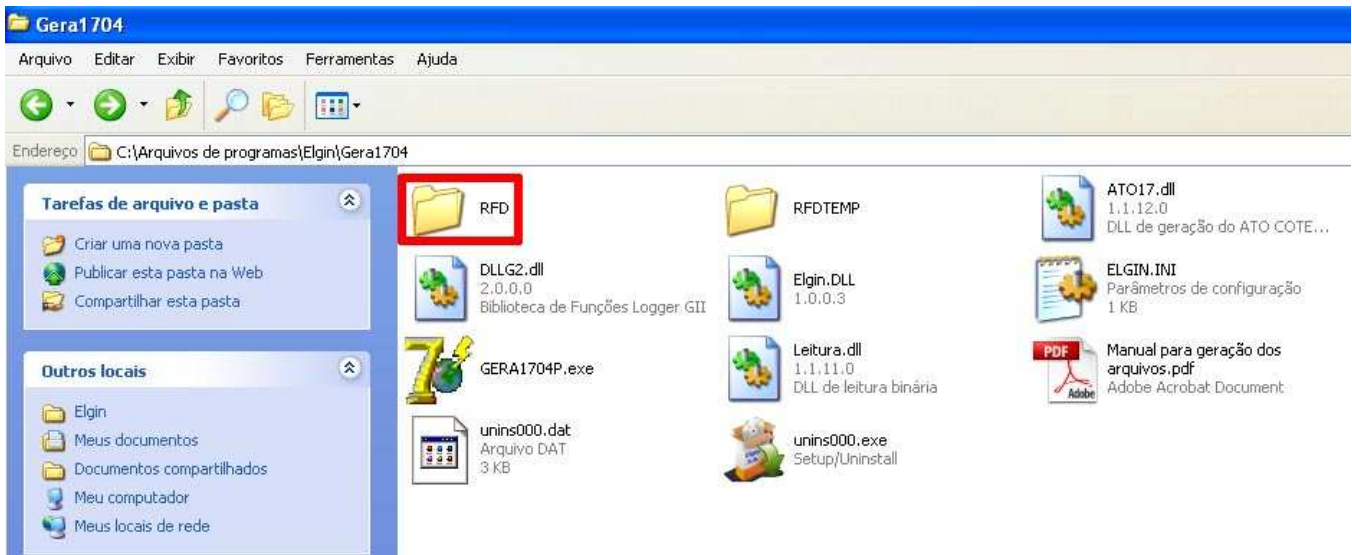 Gera1704
Arquivo Editar Exibir Favoritos Ferramentas Ajuda
Endereço C:\Arquivos de programas\Elgin\Gera1704
Tarefas de arquivo e pasta
Criar uma nova pasta
Publicar esta pasta na Web
Compartilhar esta pasta
Outros locais
Elgin
Meus documentos
Documentos compartilhados
Meu computador
Meus locais de rede
RFD
RFDTEMP
ATO17.dll
1.1.12.0
DLL de geração do ATO COTE...
DLLG2.dll
2.0.0.0
Biblioteca de Funções Logger GII
Elgin.DLL
1.0.0.3
ELGIN.INI
Parâmetros de configuração
1 KB
GERA1704P.exe
Leitura.dll
1.1.11.0
DLL de leitura binária
PDF
Adobe
Manual para geração dos
arquivos.pdf
Adobe Acrobat Document
unins000.dat
Arquivo DAT
3 KB
unins000.exe
Setup/Uninstall